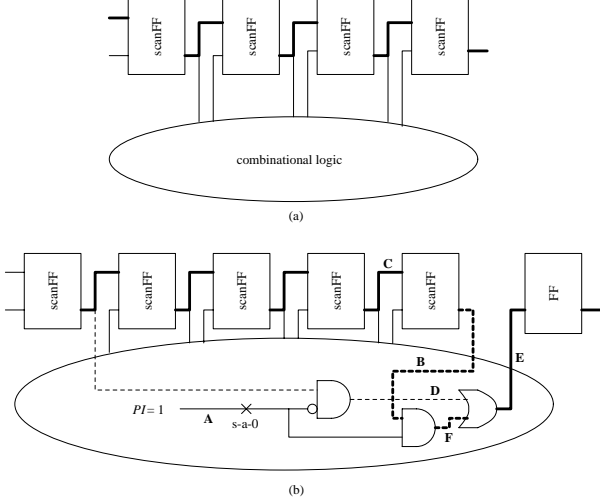 scanFF
scanFF
scanFF
scanFF
combinational logic
(a)
C
scanFF
scanFF
scanFF
scanFF
scanFF
FF
B
E
D
PI = 1
A
s-a-0
F
(b)